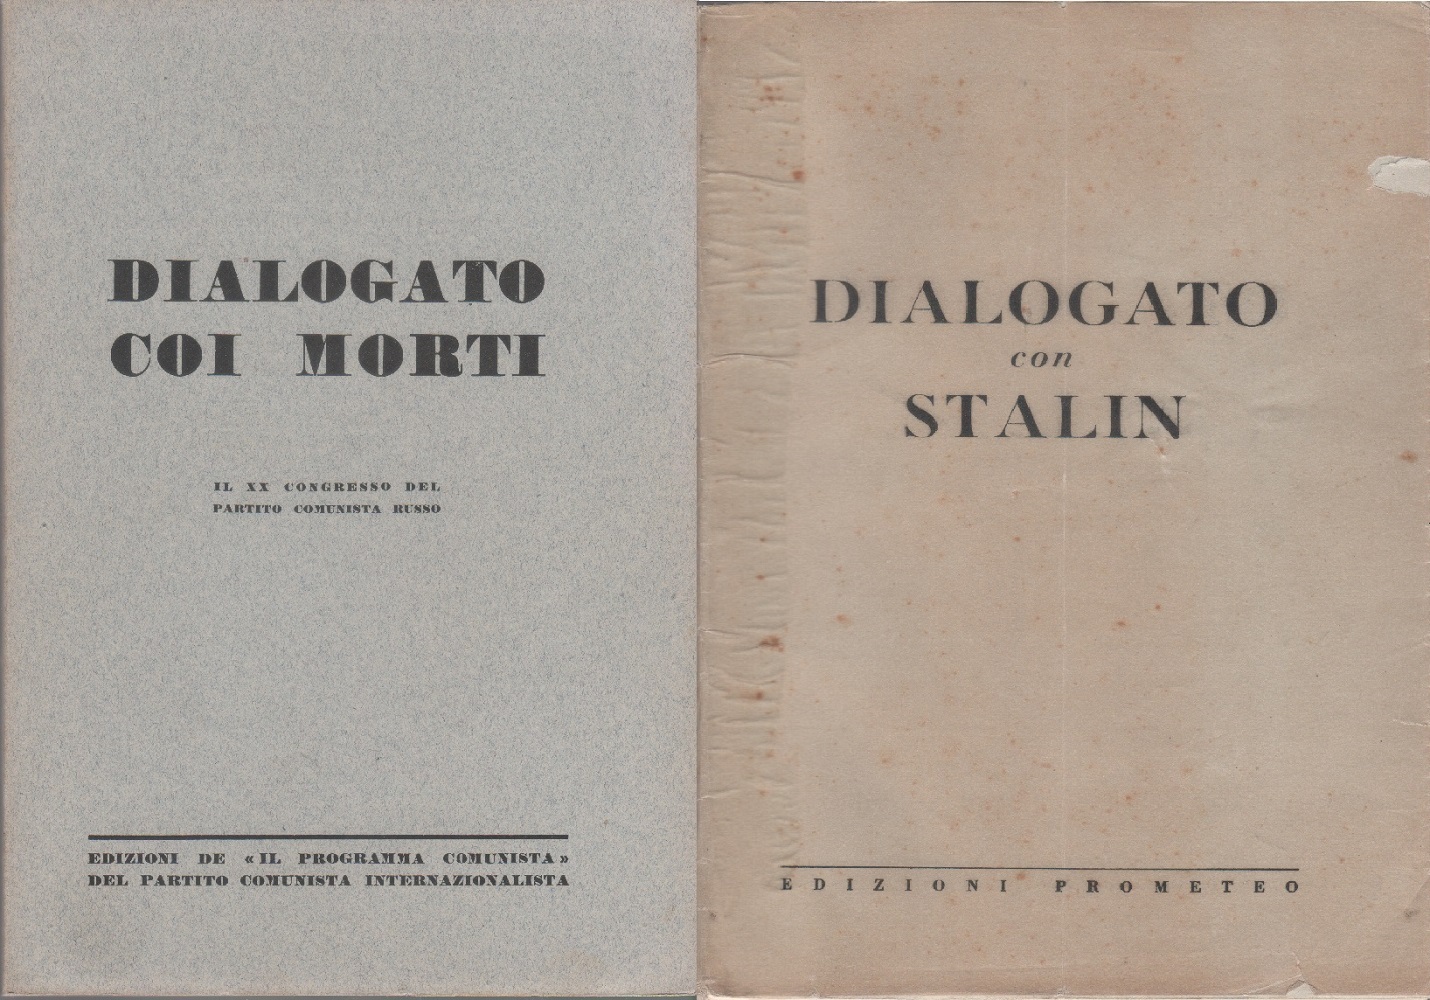 DIALOGATO
COI MORTI
IL XX CONGRESSO DEL
PARTITO COMUNISTA RUSSO
EDIZIONI DE «IL PROGRAMMA COMUNISTA»
DEL PARTITO COMUNISTA INTERNAZIONALISTA
DIALOGATO
con
STALIN
EDIZIONI PROMETEO